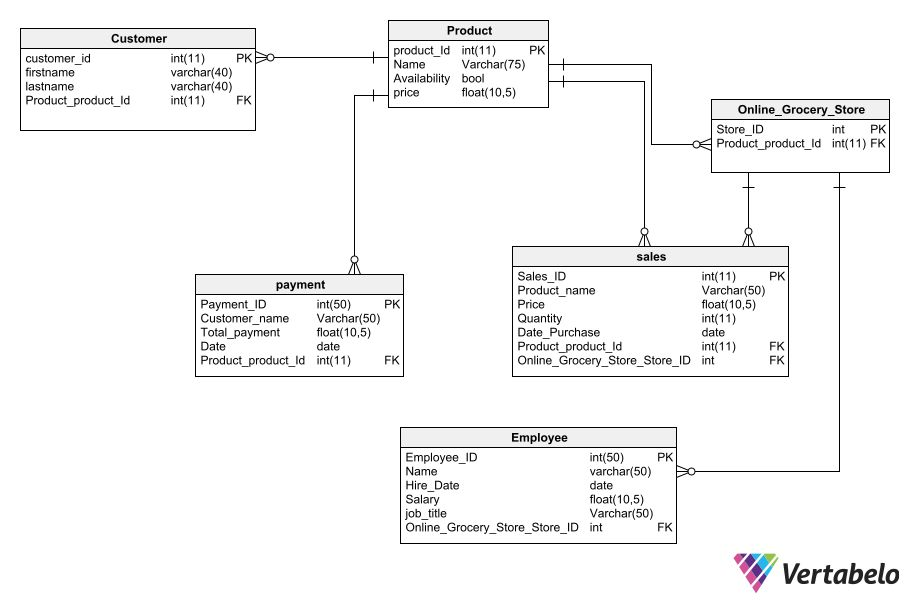 Customer
customer_id int(11) PK
firstname varchar(40)
lastname varchar(40)
Product_product_Id int(11) FK
Product
product_Id int(11) PK
Name Varchar(75)
Availability bool
price float(10,5)
Online_Grocery_Store
Store_ID int PK
Product_product_Id int(11) FK
payment
Payment_ID int(50) PK
Customer_name Varchar(50)
Total_payment float(10,5)
Date date
Product_product_Id int(11) FK
sales
Sales_ID int(11) PK
Product_name Varchar(50)
Price float(10,5)
Quantity int(11)
Date_Purchase date
Product_product_Id int(11) FK
Online_Grocery_Store_Store_ID int FK
Employee
Employee_ID int(50) PK
Name varchar(50)
Hire_Date date
Salary float(10,5)
job_title Varchar(50)
Online_Grocery_Store_Store_ID int FK
Vertabelo